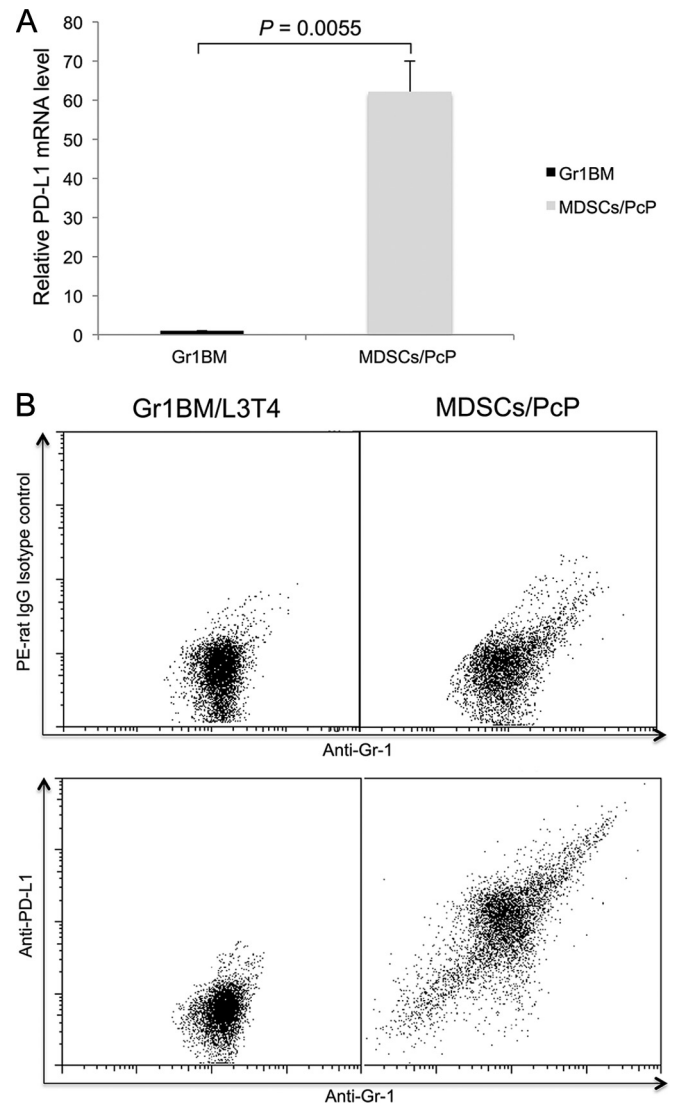 A
P = 0.0055
Relative PD-L1 mRNA level
80
70
60
50
40
30
20
10
0
Gr1BM
MDSCs/PcP
Gr1BM
MDSCs/PcP
B
Gr1BM/L3T4
MDSCs/PcP
PE-rat IgG Isotype control
Anti-Gr-1
Anti-PD-L1
Anti-Gr-1